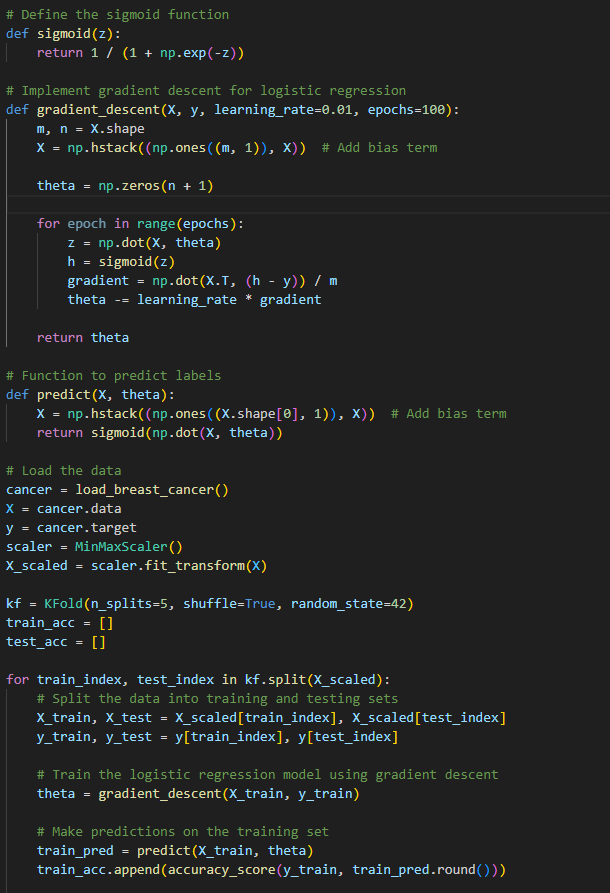 # Define the sigmoid function
def sigmoid(z):
    return 1 / (1 + np.exp(-z))

# Implement gradient descent for logistic regression
def gradient_descent(X, y, learning_rate=0.01, epochs=100):
    m, n = X.shape
    X = np.hstack((np.ones((m, 1)), X))  # Add bias term

    theta = np.zeros(n + 1)

    for epoch in range(epochs):
        z = np.dot(X, theta)
        h = sigmoid(z)
        gradient = np.dot(X.T, (h - y)) / m
        theta -= learning_rate * gradient

    return theta

# Function to predict labels
def predict(X, theta):
    X = np.hstack((np.ones((X.shape[0], 1)), X))  # Add bias term
    return sigmoid(np.dot(X, theta))

# Load the data
cancer = load_breast_cancer()
X = cancer.data
y = cancer.target
scaler = MinMaxScaler()
X_scaled = scaler.fit_transform(X)

kf = KFold(n_splits=5, shuffle=True, random_state=42)
train_acc = []
test_acc = []

for train_index, test_index in kf.split(X_scaled):
    # Split the data into training and testing sets
    X_train, X_test = X_scaled[train_index], X_scaled[test_index]
    y_train, y_test = y[train_index], y[test_index]

    # Train the logistic regression model using gradient descent
    theta = gradient_descent(X_train, y_train)

    # Make predictions on the training set
    train_pred = predict(X_train, theta)
    train_acc.append(accuracy_score(y_train, train_pred.round()))